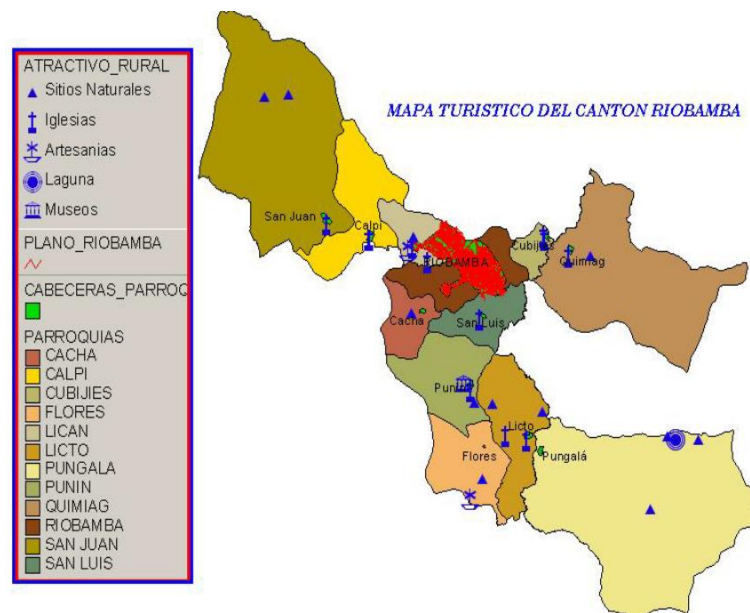 ATRACTIVO_RURAL
Sitios Naturales
Iglesias
Artesanias
Laguna
Museos
PLANO_RIOBAMBA
CABECERAS_PARROQ
PARROQUIAS
CACHA
CALPI
CUBIJIES
FLORES
LICAN
LICTO
PUNGALA
PUNIN
QUIMIAG
RIOBAMBA
SAN JUAN
SAN LUIS
MAPA TURISTICO DEL CANTON RIOBAMBA
San Juan
Calpi
Cubijies
RIOBAMBA
Quimiag
Cacha
San Luis
Punin
Licto
Flores
Pungalá